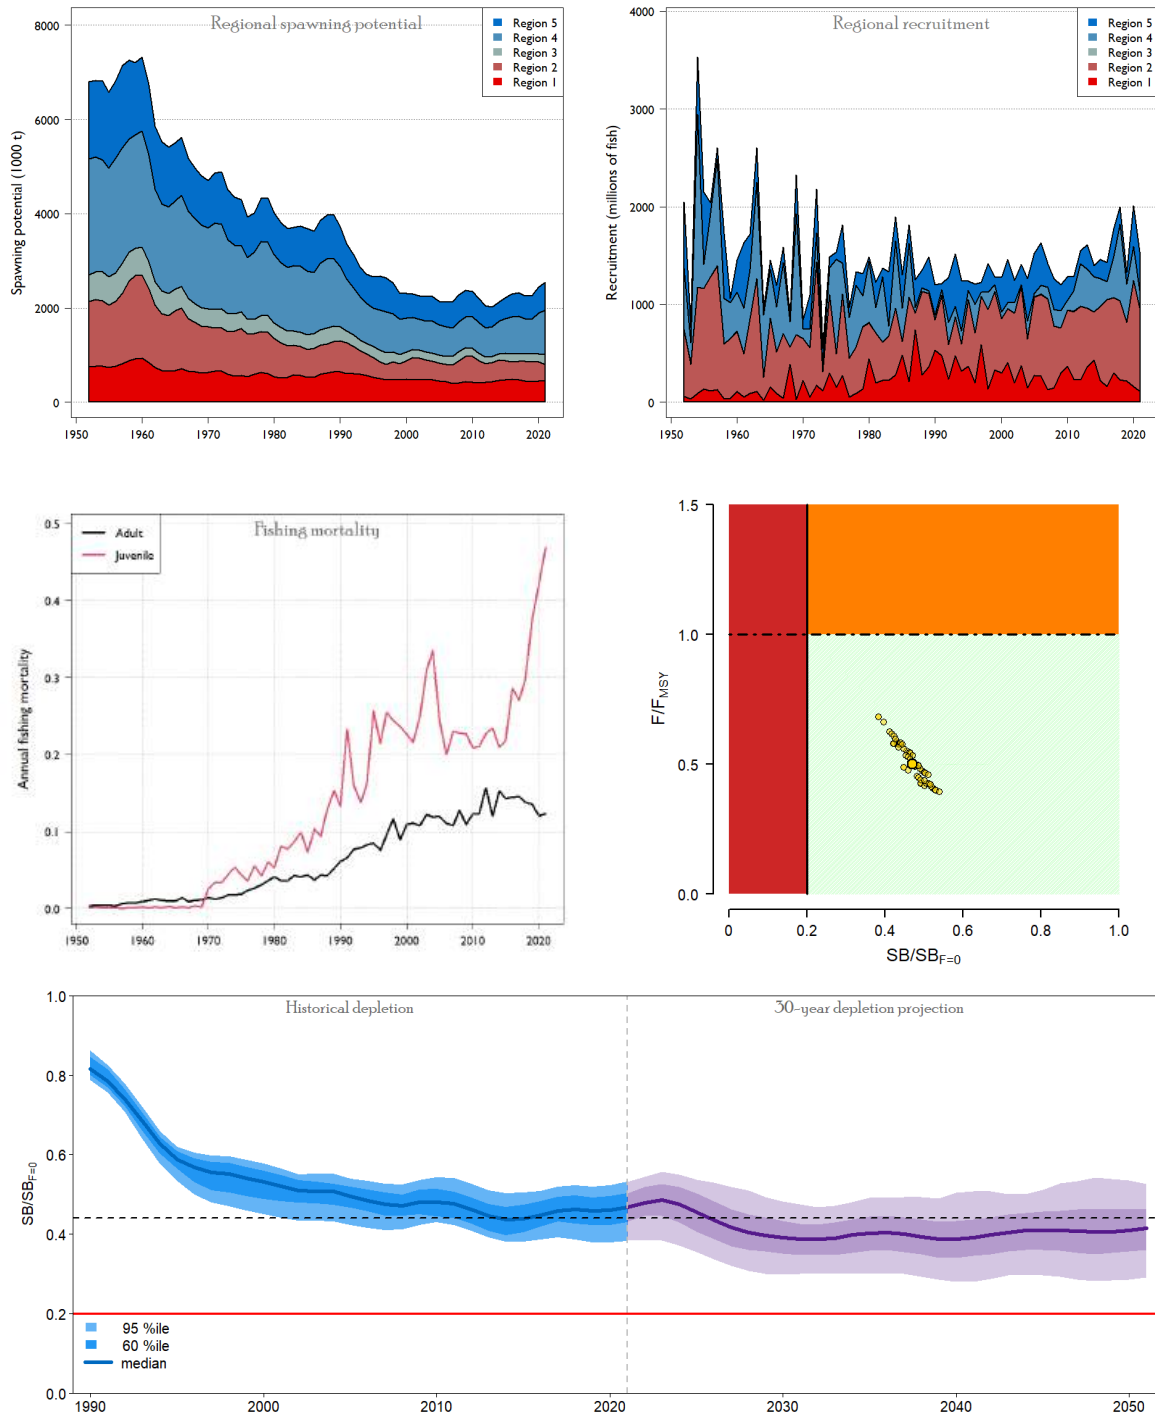 Regional spawning potential
Spawning potential (1000 t)
8000
6000
4000
2000
0
Region 5
Region 4
Region 3
Region 2
Region 1
1950 1960 1970 1980 1990 2000 2010 2020
Regional recruitment
Recruitment (millions of fish)
4000
3000
2000
1000
0
Region 5
Region 4
Region 3
Region 2
Region 1
1950 1960 1970 1980 1990 2000 2010 2020
Fishing mortality
Annual fishing mortality
Adult
Juvenile
0.5
0.4
0.3
0.2
0.1
0.0
1950 1960 1970 1980 1990 2000 2010 2020
F/FMSY
1.5
1.0
0.5
0.0
0 0.2 0.4 0.6 0.8 1.0
SB/SBF=0
Historical depletion
30-year depletion projection
SB/SBF=0
1.0
0.8
0.6
0.4
0.2
0.0
95 %ile
60 %ile
median
1990 2000 2010 2020 2030 2040 2050